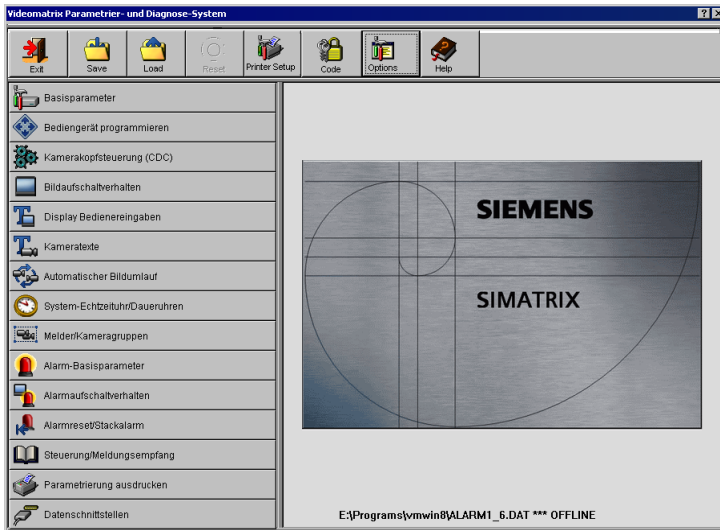 Videomatrix Parametrier- und Diagnose-System
Exit
Save
Load
Reset
Printer Setup
Code
Options
Help
Basisparameter
Bediengerät programmieren
Kamerakopfsteuerung (CDC)
Bildaufschaltverhalten
Display Bedienereingaben
Kameratexte
Automatischer Bildumlauf
System-Echtzeituhr/Daueruhren
Melder/Kameragruppen
Alarm-Basisparameter
Alarmaufschaltverhalten
Alarmreset/Stackalarm
Steuerung/Meldungsempfang
Parametrierung ausdrucken
Datenschnittstellen
SIEMENS
SIMATRIX
E:\Programs\vmwin8\ALARM1_6.DAT *** OFFLINE